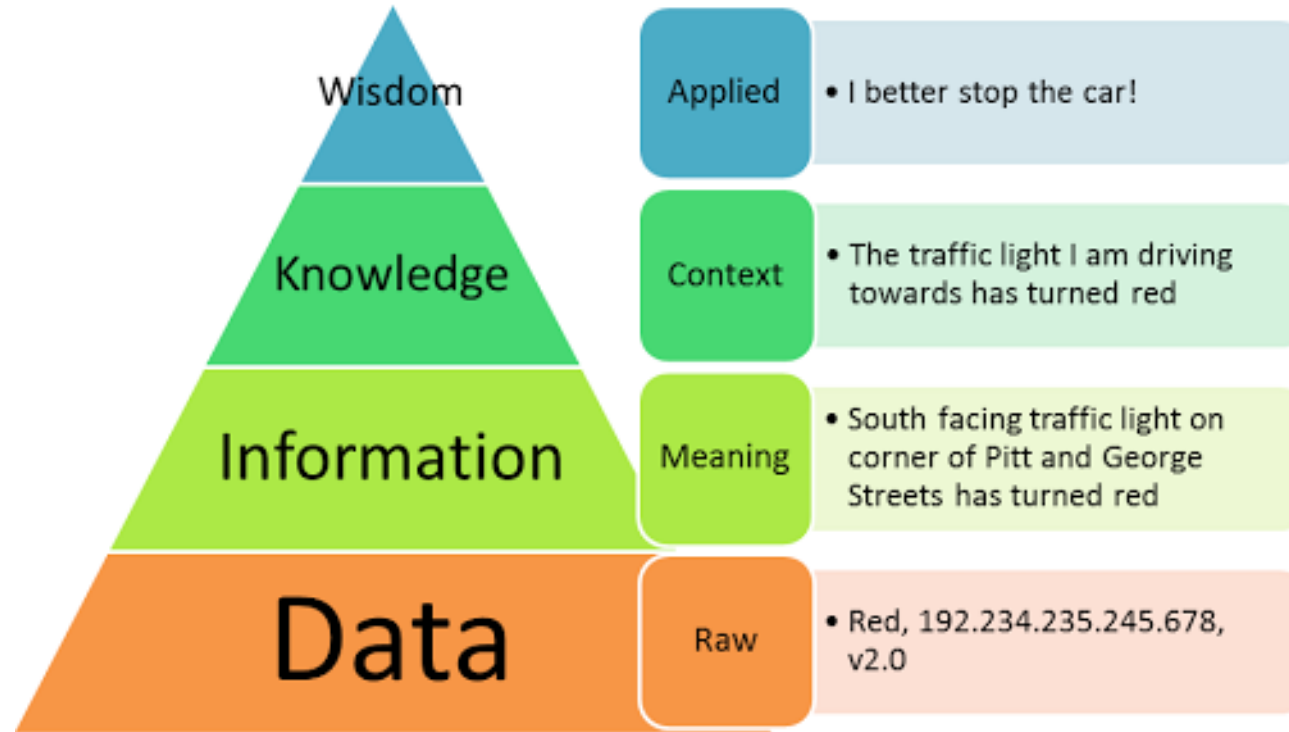 Wisdom
Applied
• I better stop the car!
Knowledge
Context
• The traffic light I am driving
towards has turned red
Information
Meaning
• South facing traffic light on
corner of Pitt and George
Streets has turned red
Data
Raw
• Red, 192.234.235.245.678,
v2.0